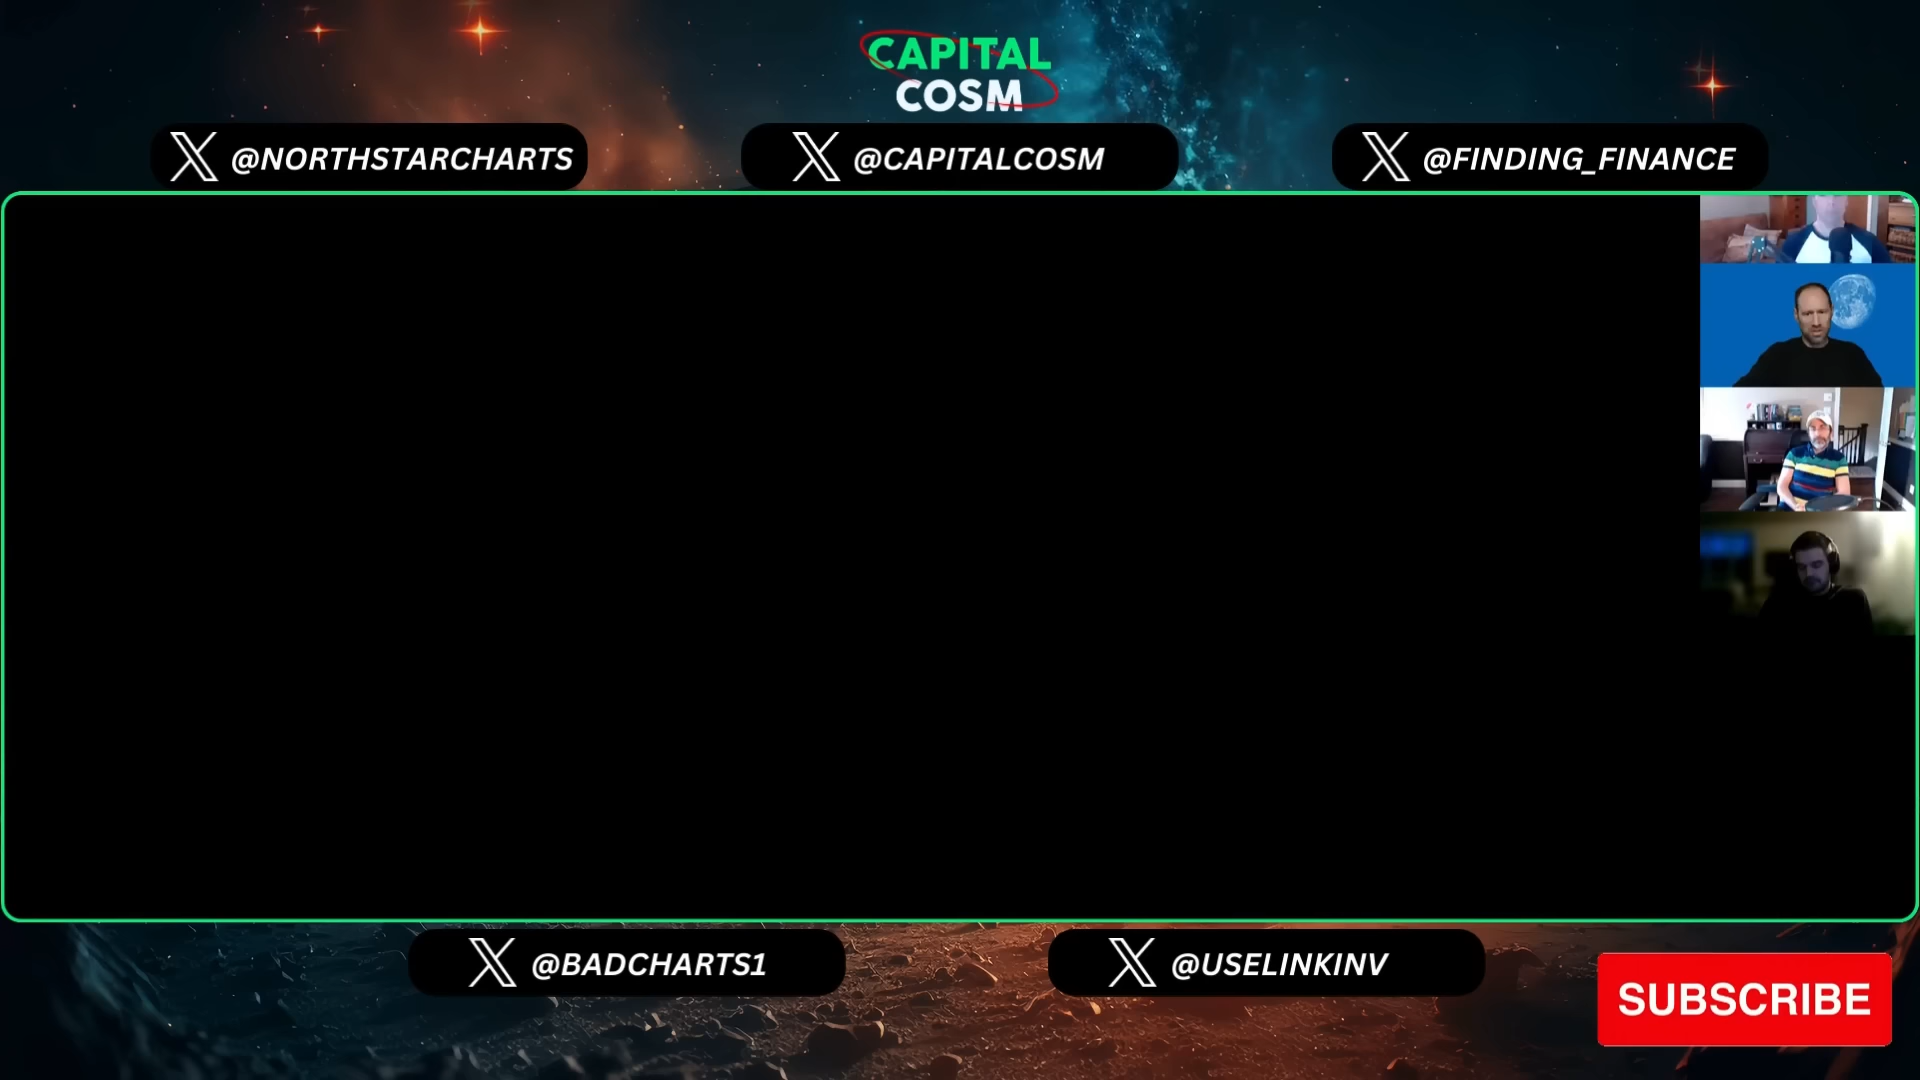 CAPITAL
COSM
@NORTHSTARCHARTS
@CAPITALCOSM
@FINDING_FINANCE
@BADCHARTS1
@USELINKINV
SUBSCRIBE